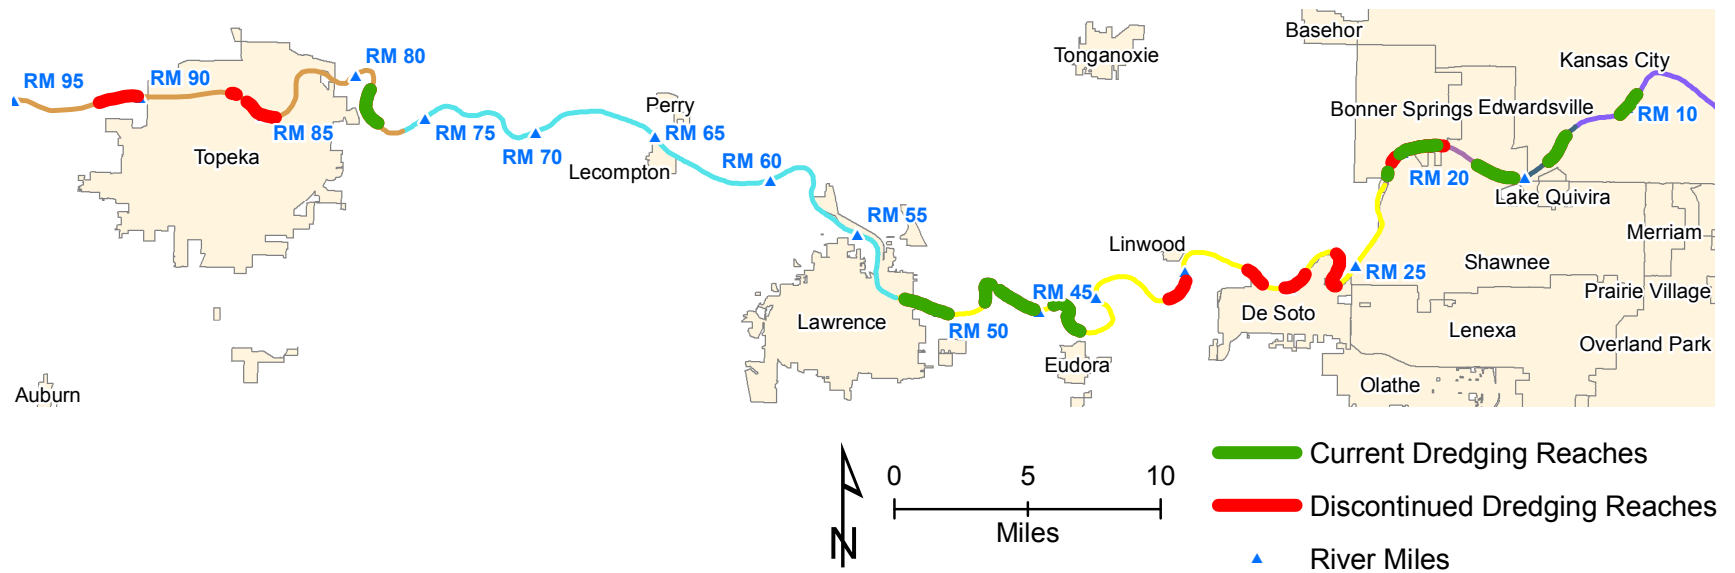 Basehor
Tonganoxie
RM 80
Kansas City
RM 95
RM 90
Perry
Bonner Springs
Edwardsville
RM 10
RM 85
RM 75
RM 65
Topeka
RM 70
Lecompton
RM 60
RM 20
Lake Quivira
RM 55
Merriam
Linwood
Shawnee
RM 25
RM 45
Prairie Village
De Soto
Lawrence
RM 50
Lenexa
Overland Park
Eudora
Olathe
Auburn
N
0 5 10
Miles
Current Dredging Reaches
Discontinued Dredging Reaches
River Miles